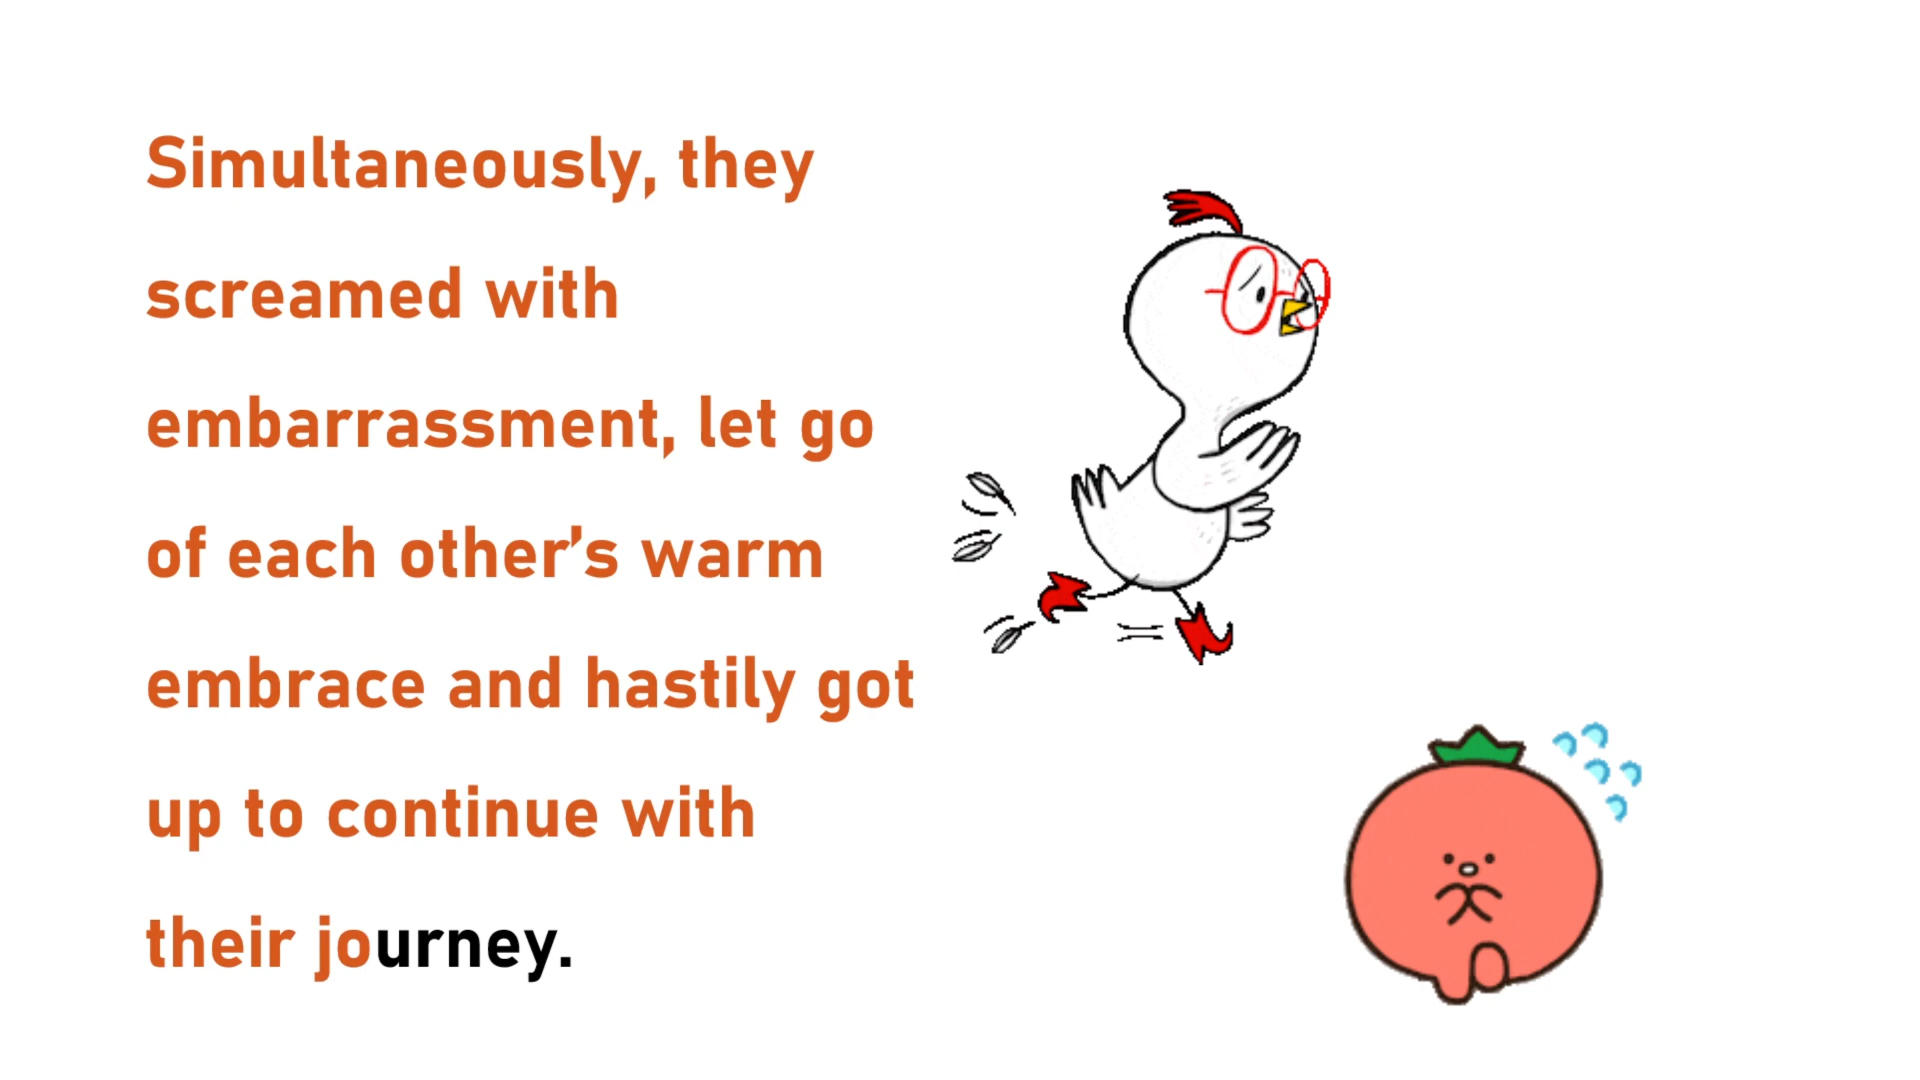 Simultaneously, they
screamed with
embarrassment, let go
of each other’s warm
embrace and hastily got
up to continue with
their journey.